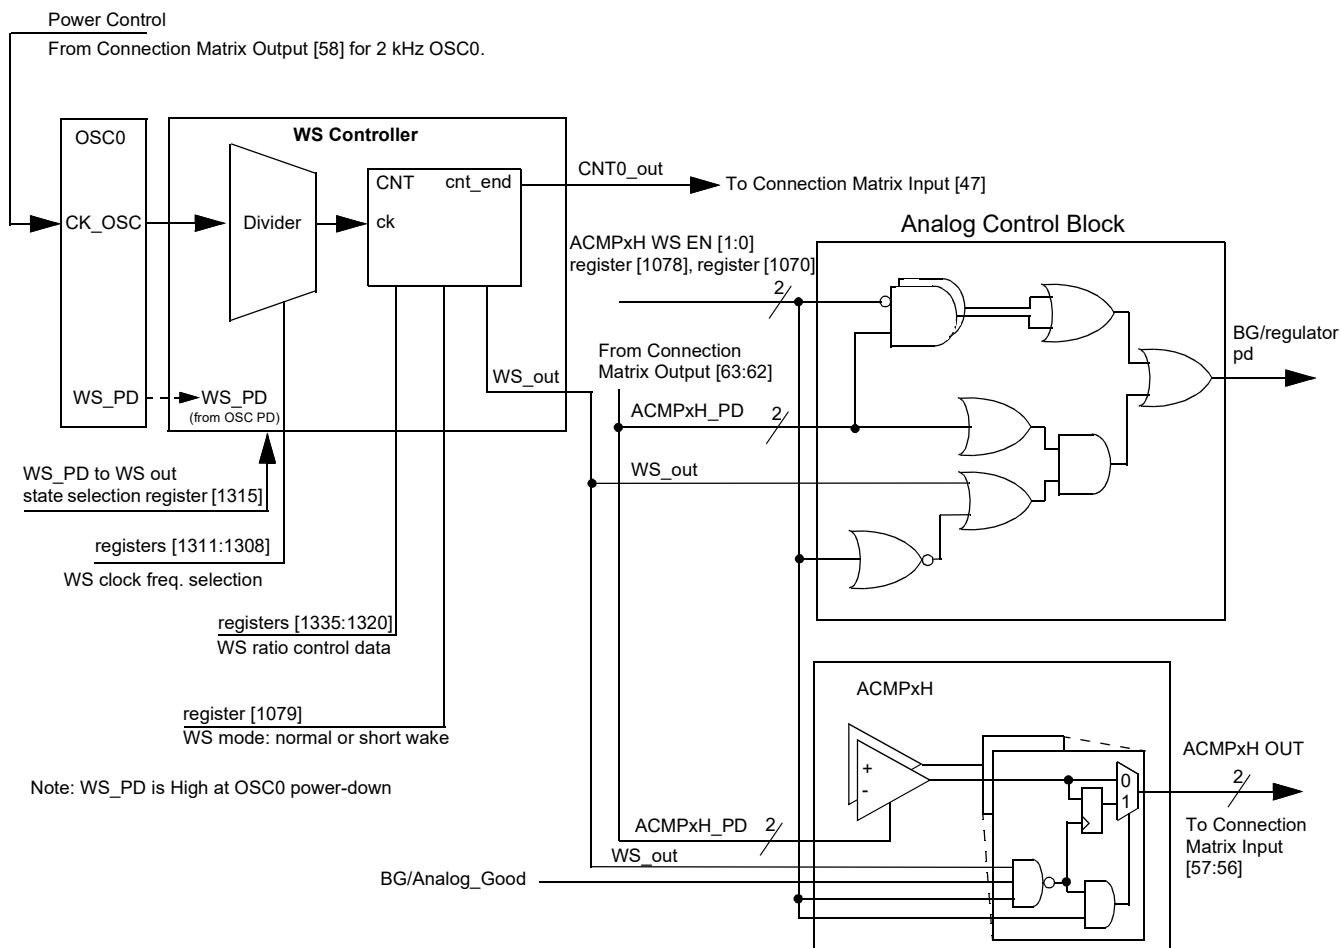 Power Control
From Connection Matrix Output [58] for 2 kHz OSC0.
OSC0
WS Controller
CNT cnt_end
CK_OSC
Divider
ck
CNT0_out
To Connection Matrix Input [47]
ACMPxH WS EN [1:0]
register [1078], register [1070]
2
Analog Control Block
From Connection
Matrix Output [63:62]
BG/regulator
pd
WS_out
WS_PD
WS_PD
(from OSC PD)
ACMPxH_PD
2
WS_out
WS_PD to WS out
state selection register [1315]
registers [1311:1308]
WS clock freq. selection
registers [1335:1320]
WS ratio control data
register [1079]
WS mode: normal or short wake
Note: WS_PD is High at OSC0 power-down
ACMPxH
+
-
0
1
ACMPxH OUT
2
To Connection
Matrix Input
[57:56]
ACMPxH_PD
2
WS_out
BG/Analog_Good